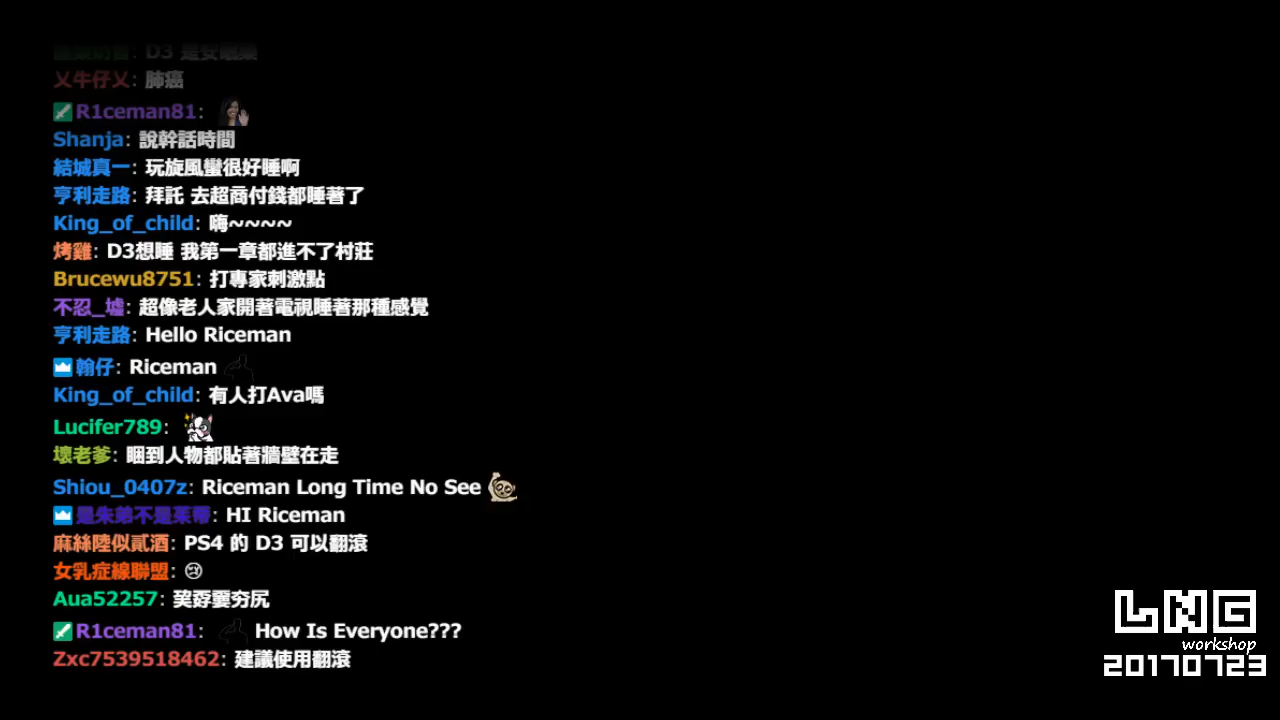 D3 是安眠藥
乂牛仔乂: 肺癌
R1ceman81:
Shanja: 說幹話時間
結城真一: 玩旋風蠻很好睡啊
亨利走路: 拜託 去超商付錢都睡著了
King_of_child: 嗨~~~~
烤雞: D3想睡 我第一章都進不了村莊
Brucewu8751: 打專家刺激點
不忍_墟: 超像老人家開著電視睡著那種感覺
亨利走路: Hello Riceman
翰仔: Riceman
King_of_child: 有人打Ava嗎
Lucifer789:
壞老爹: 睏到人物都貼著牆壁在走
Shiou_0407z: Riceman Long Time No See
是朱弟不是茱蒂: HI Riceman
麻絲陸似貳酒: PS4 的 D3 可以翻滾
女乳症線聯盟: ☹
Aua52257: 巭孬嫑夯尻
R1ceman81: How Is Everyone???
Zxc7539518462: 建議使用翻滾
LNG
workshop
20170723